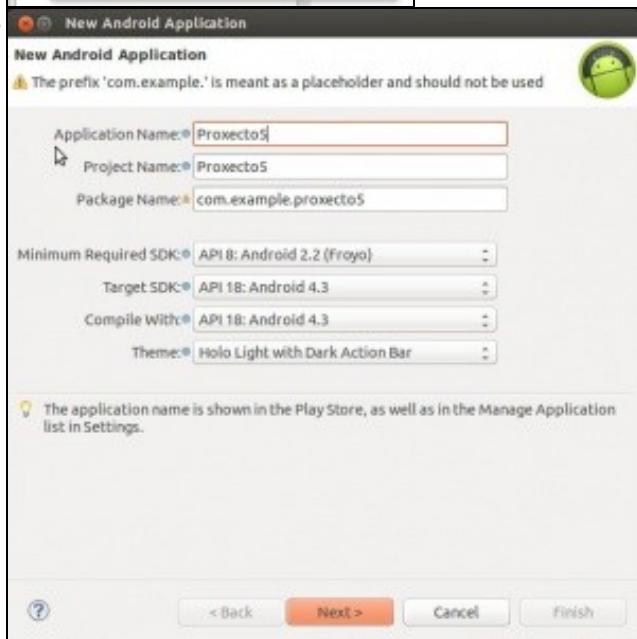 New Android Application
New Android Application
The prefix 'com.example.' is meant as a placeholder and should not be used
Application Name: Proxecto5
Project Name: Proxecto5
Package Name: com.example.proxecto5
Minimum Required SDK: API 8: Android 2.2 (Froyo)
Target SDK: API 18: Android 4.3
Compile With: API 18: Android 4.3
Theme: Holo Light with Dark Action Bar
The application name is shown in the Play Store, as well as in the Manage Application
list in Settings.
? < Back Next > Cancel Finish